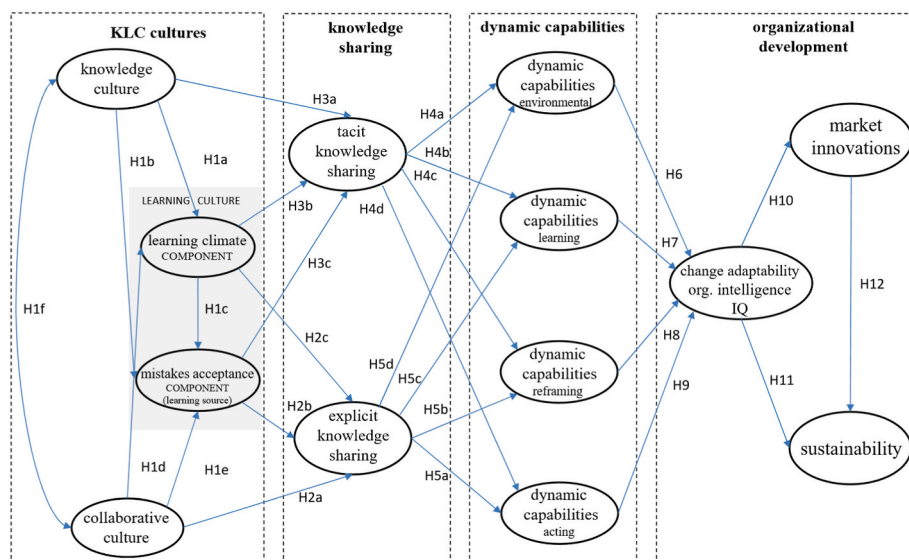 KLC cultures
knowledge
culture
H1b
H1a
LEARNING CULTURE
learning climate
COMPONENT
H1c
H1f
mistakes acceptance
COMPONENT
(learning source)
H1d
H1e
collaborative
culture
knowledge
sharing
H3a
tacit
knowledge
sharing
H3b
H3c
H2c
H2b
explicit
knowledge
sharing
H2a
dynamic capabilities
H4a
H4b
H4c
H4d
dynamic
capabilities
environmental
dynamic
capabilities
learning
H5d
H5c
dynamic
capabilities
reframing
H5b
H5a
dynamic
capabilities
acting
organizational
development
H6
H7
H8
H9
change adaptability
org. intelligence
IQ
H10
market
innovations
H12
H11
sustainability